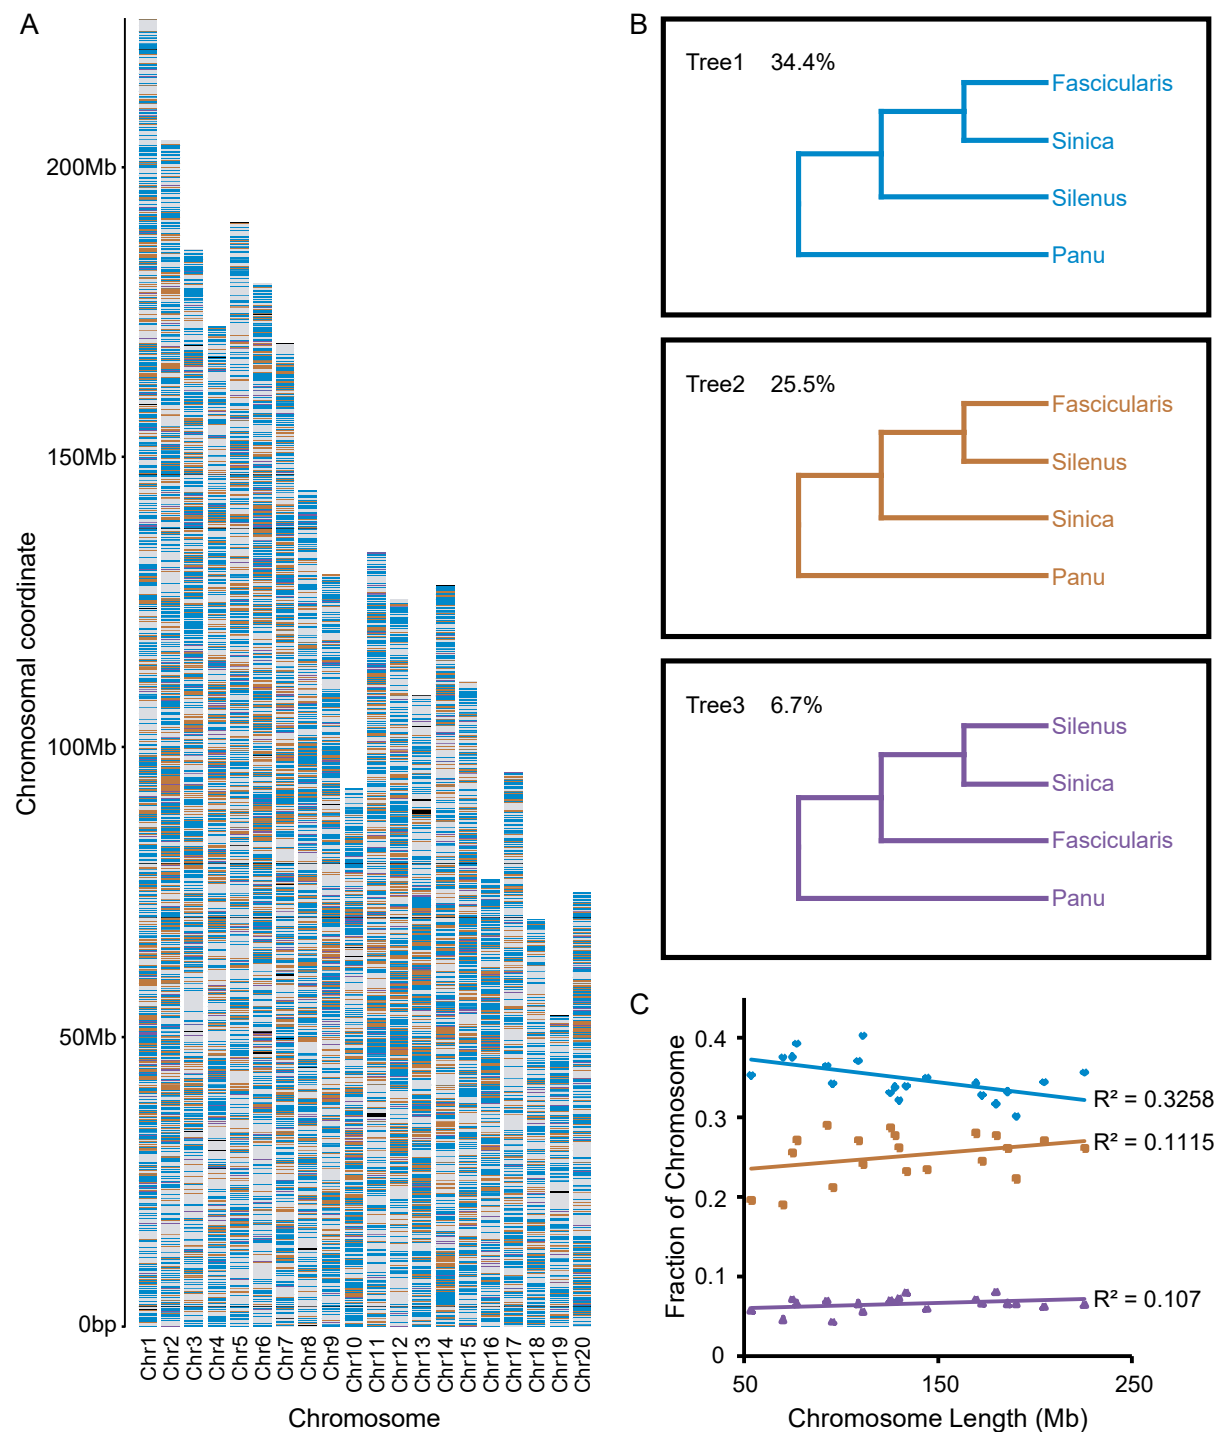 A
200Mb
150Mb
100Mb
50Mb
0bp
Chromosomal coordinate
Chr1
Chr2
Chr3
Chr4
Chr5
Chr6
Chr7
Chr8
Chr9
Chr10
Chr11
Chr12
Chr13
Chr14
Chr15
Chr16
Chr17
Chr18
Chr19
Chr20
Chromosome
B
Tree1 34.4%
Fascicularis
Sinica
Silenus
Panu
Tree2 25.5%
Fascicularis
Silenus
Sinica
Panu
Tree3 6.7%
Silenus
Sinica
Fascicularis
Panu
C
0.4
0.3
0.2
0.1
0
Fraction of Chromosome
R² = 0.3258
R² = 0.1115
R² = 0.107
50
150
250
Chromosome Length (Mb)